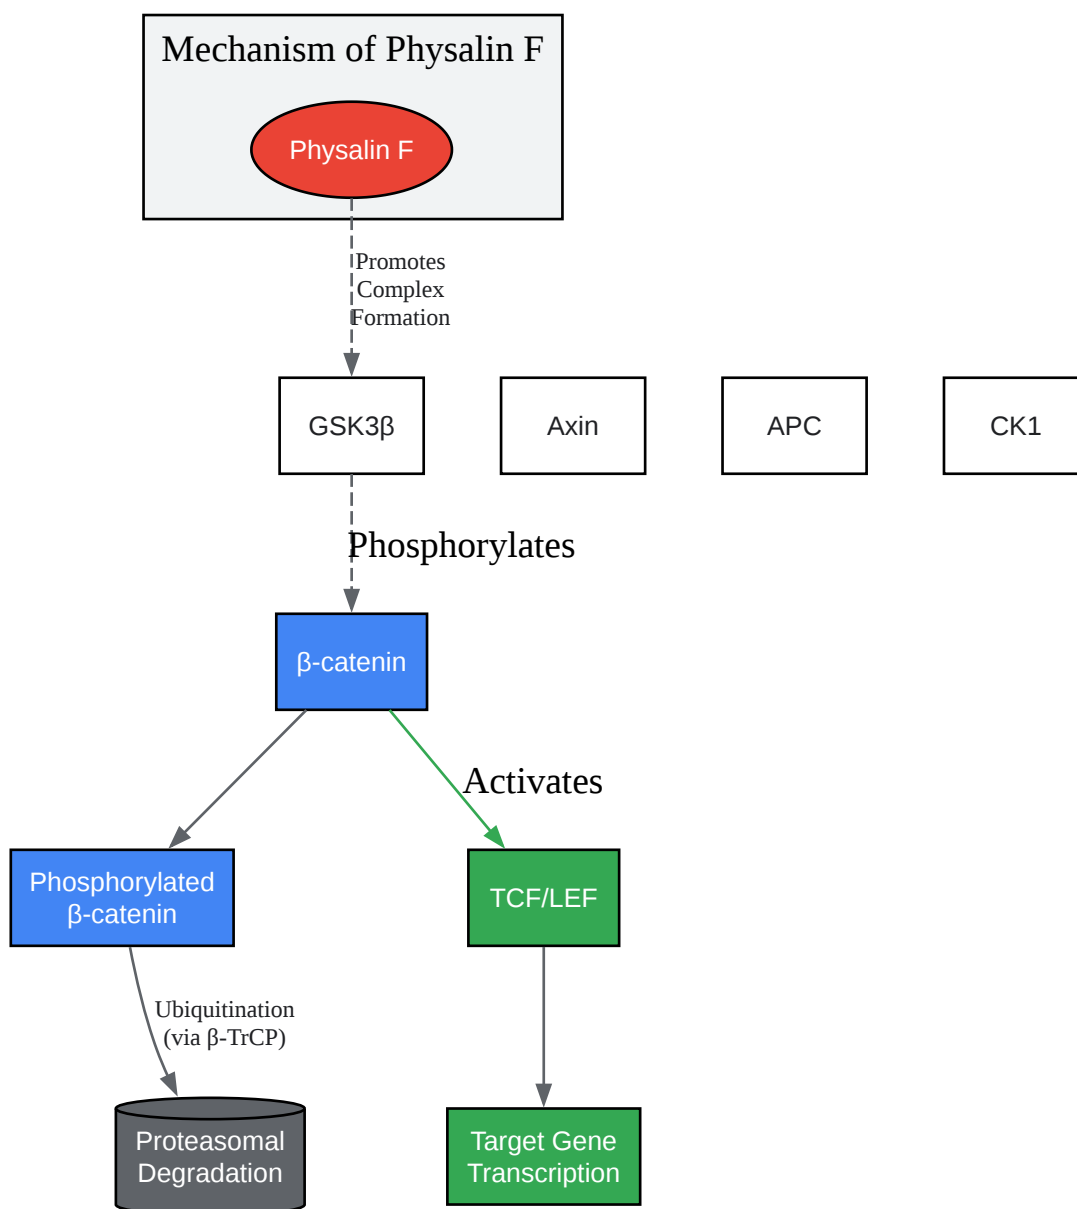 Mechanism of Physalin F
Physalin F
Promotes
Complex
Formation
GSK3β
Axin
APC
CK1
Phosphorylates
β-catenin
Activates
Phosphorylated
β-catenin
TCF/LEF
Ubiquitination
(via β-TrCP)
Proteasomal
Degradation
Target Gene
Transcription